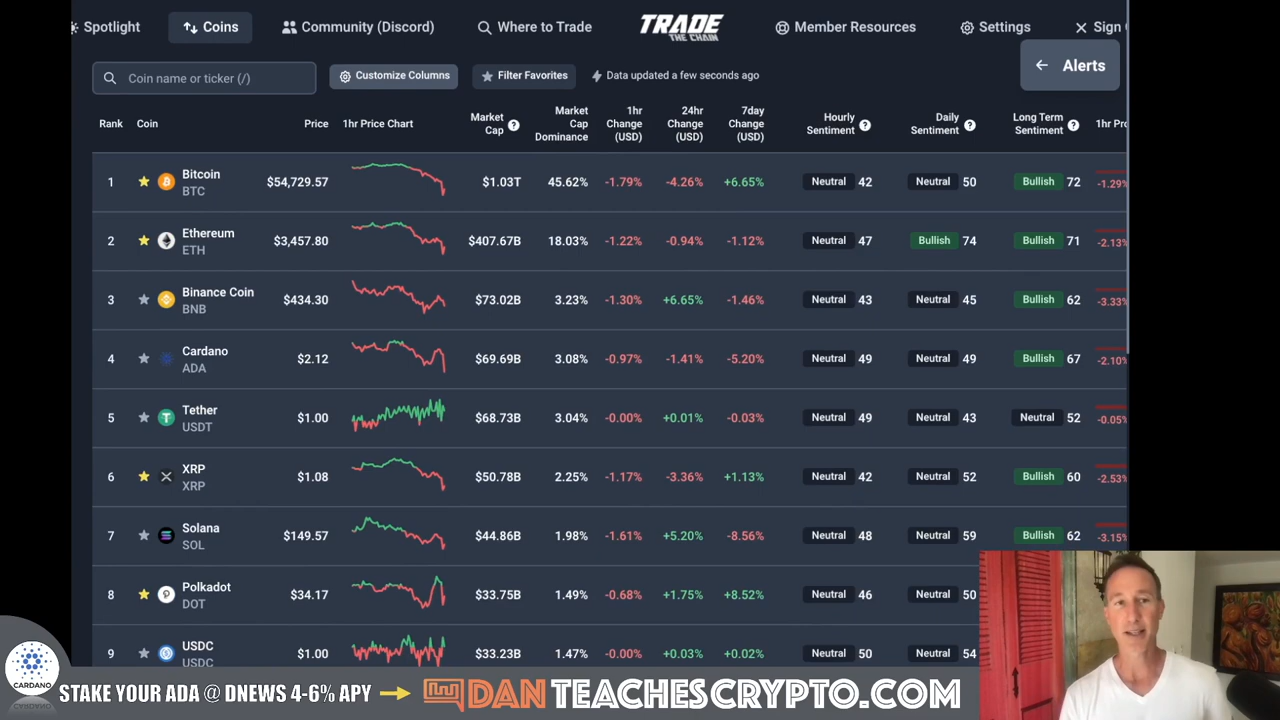 Spotlight
Coins
Community (Discord)
Where to Trade
TRADE
THE CHAIN
Member Resources
Settings
Sign
Alerts
Coin name or ticker (/)
Customize Columns
Filter Favorites
Data updated a few seconds ago
Rank Coin Price 1hr Price Chart Market Cap ? Market Cap Dominance 1hr Change (USD) 24hr Change (USD) 7day Change (USD) Hourly Sentiment ? Daily Sentiment ? Long Term Sentiment ? 1hr
1 Bitcoin BTC $54,729.57 $1.03T 45.62% -1.79% -4.26% +6.65% Neutral 42 Neutral 50 Bullish 72 -1.29%
2 Ethereum ETH $3,457.80 $407.67B 18.03% -1.22% -0.94% -1.12% Neutral 47 Bullish 74 Bullish 71 -2.13%
3 Binance Coin BNB $434.30 $73.02B 3.23% -1.30% +6.65% -1.46% Neutral 43 Neutral 45 Bullish 62 -3.33%
4 Cardano ADA $2.12 $69.69B 3.08% -0.97% -1.41% -5.20% Neutral 49 Neutral 49 Bullish 67 -2.10%
5 Tether USDT $1.00 $68.73B 3.04% -0.00% +0.01% -0.03% Neutral 49 Neutral 43 Neutral 52 -0.05%
6 XRP XRP $1.08 $50.78B 2.25% -1.17% -3.36% +1.13% Neutral 42 Neutral 52 Bullish 60 -2.53%
7 Solana SOL $149.57 $44.86B 1.98% -1.61% +5.20% -8.56% Neutral 48 Neutral 59 Bullish 62 -3.15%
8 Polkadot DOT $34.17 $33.75B 1.49% -0.68% +1.75% +8.52% Neutral 46 Neutral 50
9 USDC USDC $1.00 $33.23B 1.47% -0.00% +0.03% +0.02% Neutral 50 Neutral 54
CARDANO
STAKE YOUR ADA @ DNEWS 4-6% APY
DANTEACHESCRYPTO.COM